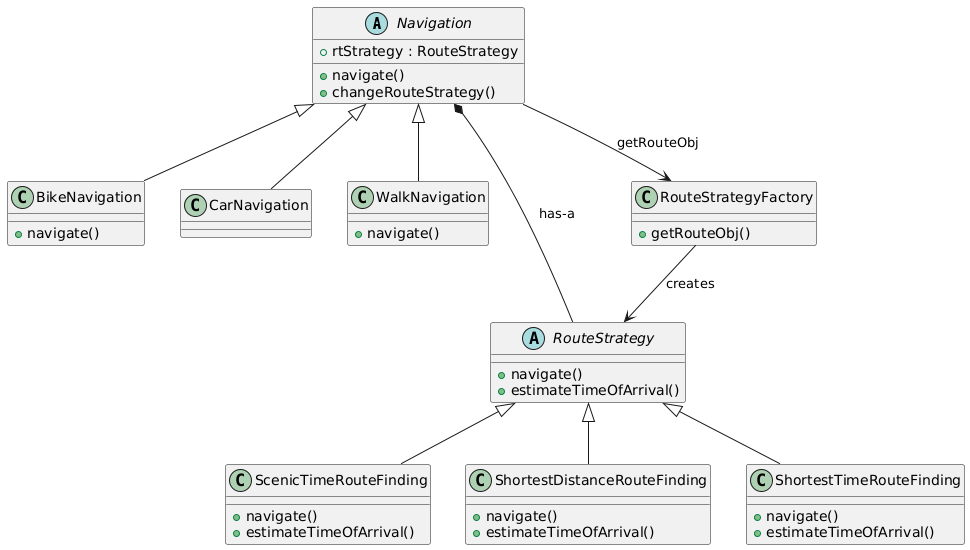 A Navigation
rtStrategy : RouteStrategy
navigate()
changeRouteStrategy()
getRouteObj
C BikeNavigation
navigate()
C CarNavigation
C WalkNavigation
navigate()
has-a
C RouteStrategyFactory
getRouteObj()
creates
A RouteStrategy
navigate()
estimateTimeOfArrival()
C ScenicTimeRouteFinding
navigate()
estimateTimeOfArrival()
C ShortestDistanceRouteFinding
navigate()
estimateTimeOfArrival()
C ShortestTimeRouteFinding
navigate()
estimateTimeOfArrival()